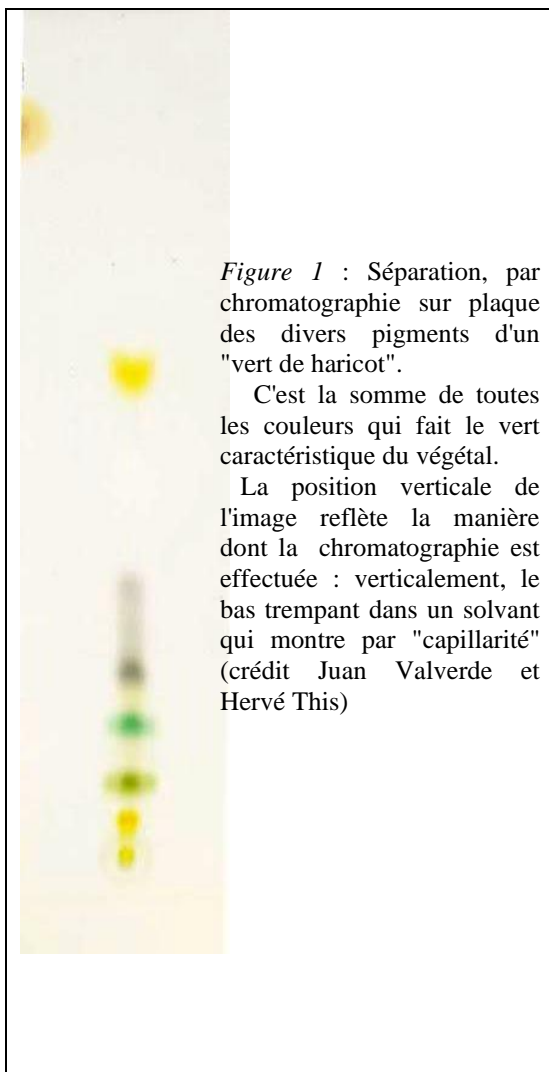 Figure 1 : Séparation, par
chromatographie sur plaque
des divers pigments d'un
"vert de haricot".
C'est la somme de toutes
les couleurs qui fait le vert
caractéristique du végétal.
La position verticale de
l'image reflète la manière
dont la chromatographie est
effectuée : verticalement, le
bas trempant dans un solvant
qui montre par "capillarité"
(crédit Juan Valverde et
Hervé This)